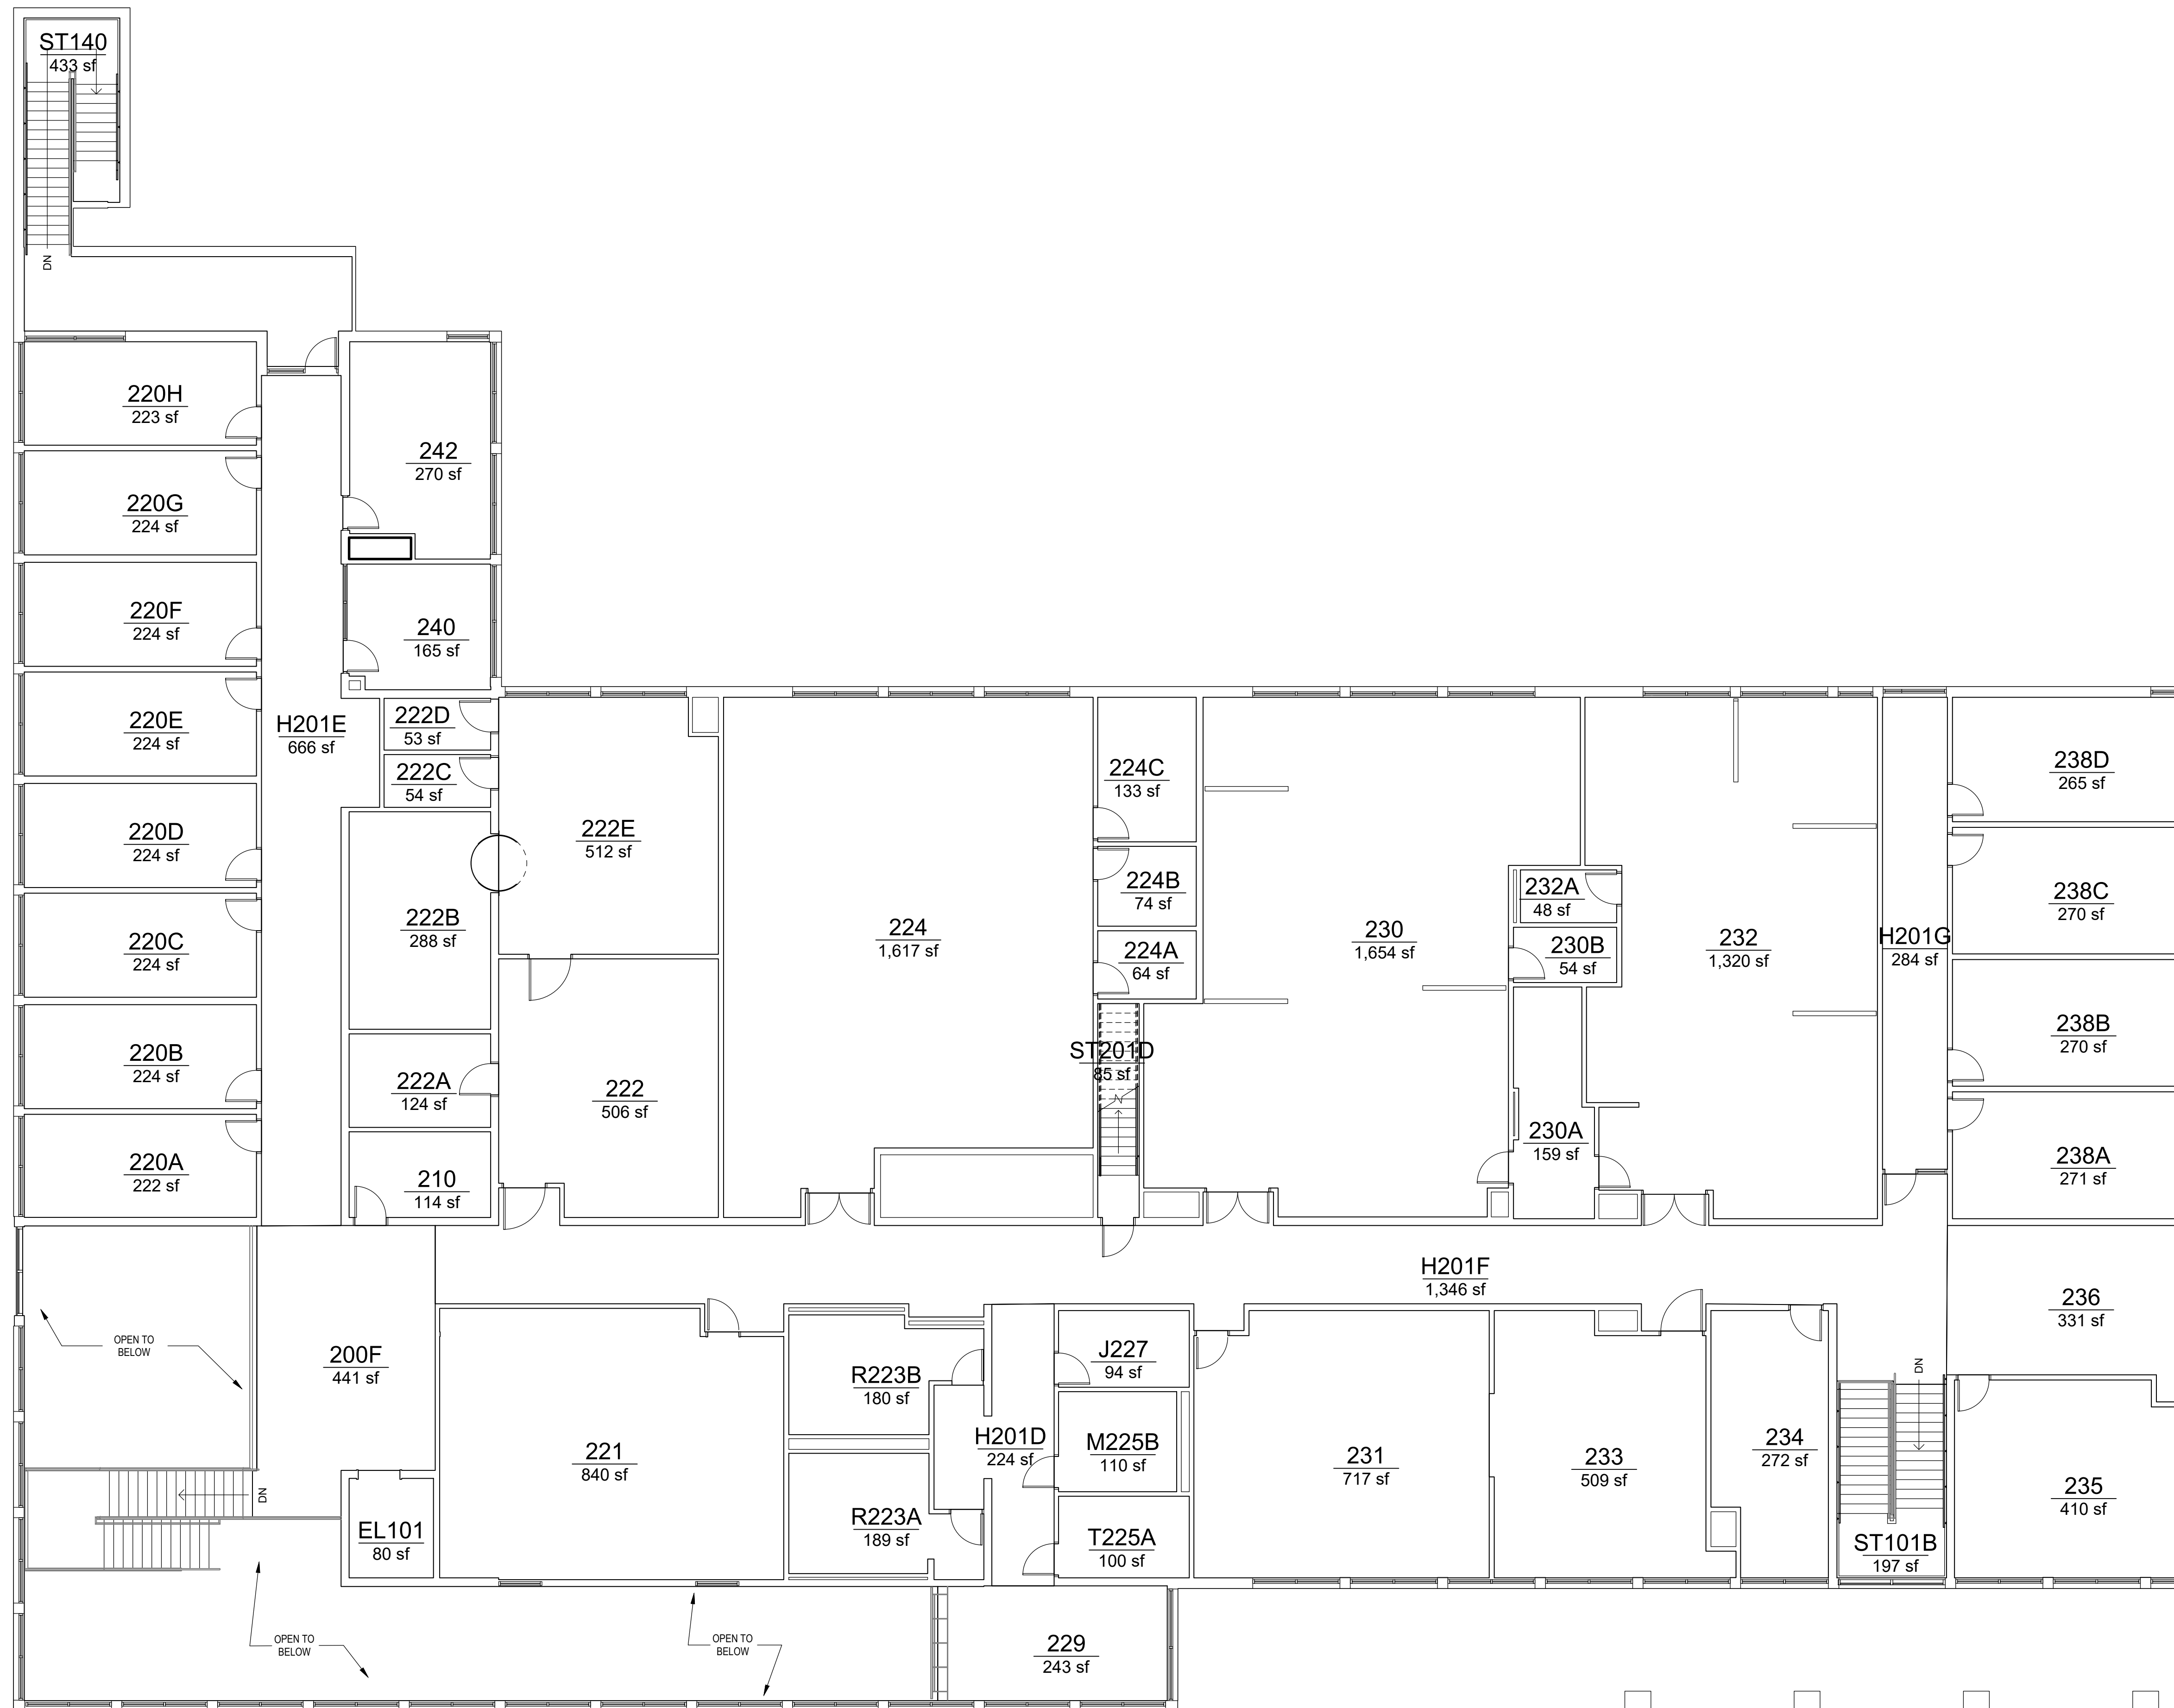 ST140
433 sf
DN
220H
223 sf
242
270 sf
220G
224 sf
220F
224 sf
240
165 sf
220E
224 sf
H201E
666 sf
222D
53 sf
222C
54 sf
220D
224 sf
222E
512 sf
222B
288 sf
220C
224 sf
220B
224 sf
222A
124 sf
222
506 sf
220A
222 sf
210
114 sf
224
1,617 sf
224C
133 sf
224B
74 sf
224A
64 sf
ST201D
85 sf
230
1,654 sf
232A
48 sf
230B
54 sf
230A
159 sf
232
1,320 sf
H201G
284 sf
238D
265 sf
238C
270 sf
238B
270 sf
238A
271 sf
H201F
1,346 sf
236
331 sf
OPEN TO
BELOW
200F
441 sf
DN
EL101
80 sf
221
840 sf
R223B
180 sf
R223A
189 sf
H201D
224 sf
J227
94 sf
M225B
110 sf
T225A
100 sf
231
717 sf
233
509 sf
234
272 sf
DN
ST101B
197 sf
235
410 sf
OPEN TO
BELOW
OPEN TO
BELOW
229
243 sf